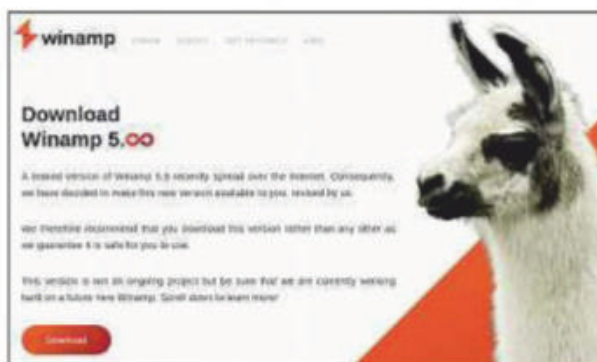 winamp
Download
Winamp 5.∞
A leaked version of Winamp 5.8 recently spread over the Internet. Consequently,
we have decided to make this new version available to you, revised by us.
We therefore recommend that you download this version rather than any other as
we guarantee it is safe for you to use.
This version is not an ongoing project but be sure that we are currently working
hard on a future new Winamp. Scroll down to learn more!
Download